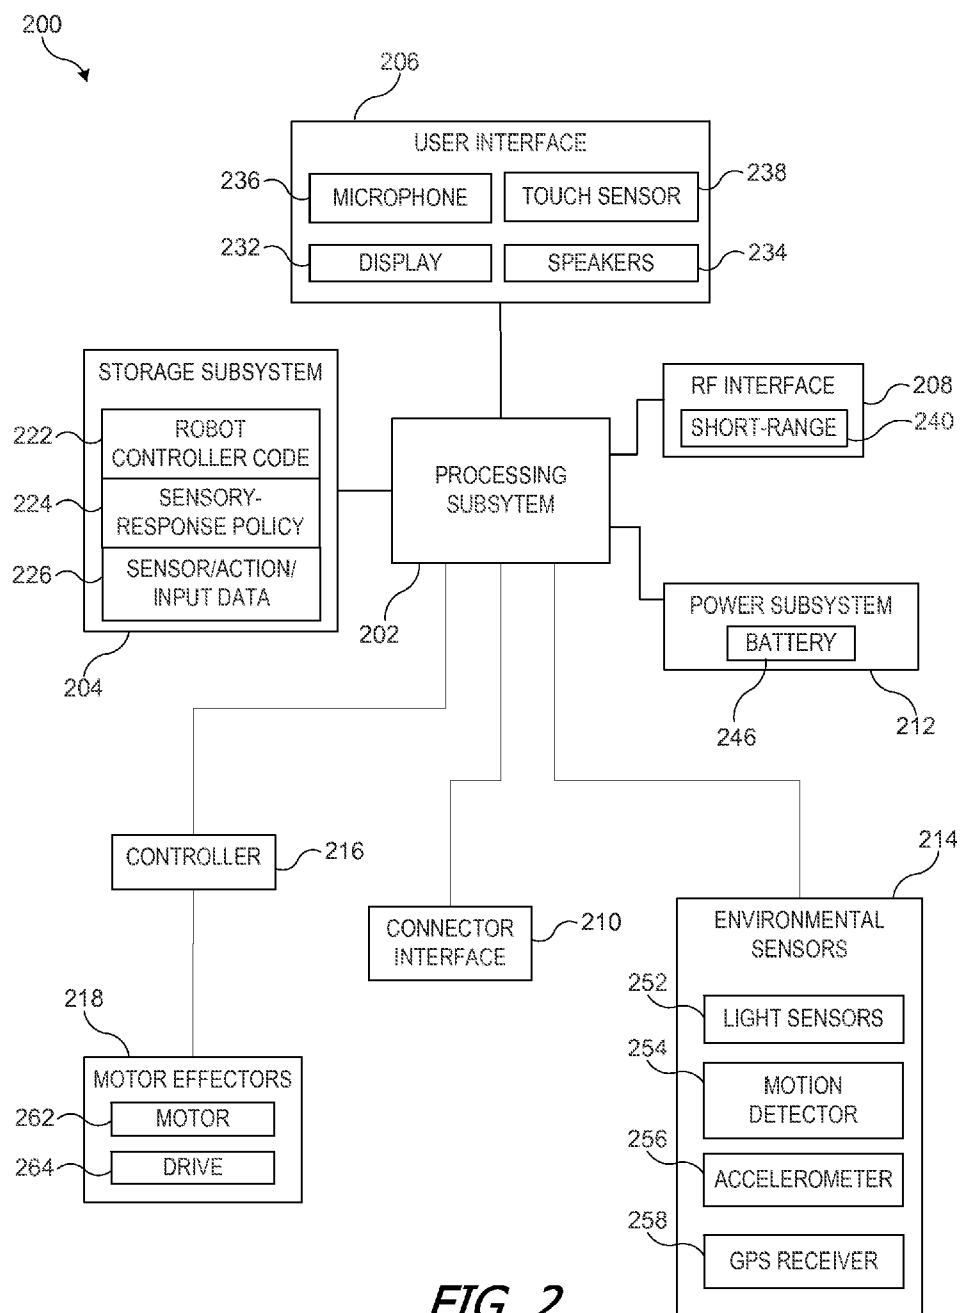 200
206
USER INTERFACE
236
MICROPHONE
TOUCH SENSOR
238
232
DISPLAY
SPEAKERS
234
STORAGE SUBSYSTEM
222
ROBOT
CONTROLLER CODE
224
SENSORY-
RESPONSE POLICY
226
SENSOR/ACTION/
INPUT DATA
204
PROCESSING
SUBSYTEM
202
RF INTERFACE
208
SHORT-RANGE
240
POWER SUBSYSTEM
BATTERY
246
212
CONTROLLER
216
CONNECTOR
INTERFACE
210
214
ENVIRONMENTAL
SENSORS
252
LIGHT SENSORS
254
MOTION
DETECTOR
256
ACCELEROMETER
258
GPS RECEIVER
218
MOTOR EFFECTORS
262
MOTOR
264
DRIVE
FIG. 2